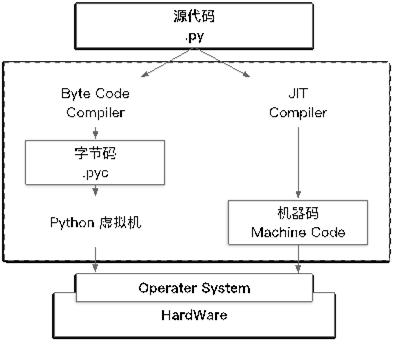 源代码
.py
Byte Code
Compiler
JIT
Compiler
字节码
.pyc
Python 虚拟机
机器码
Machine Code
Operater System
HardWare